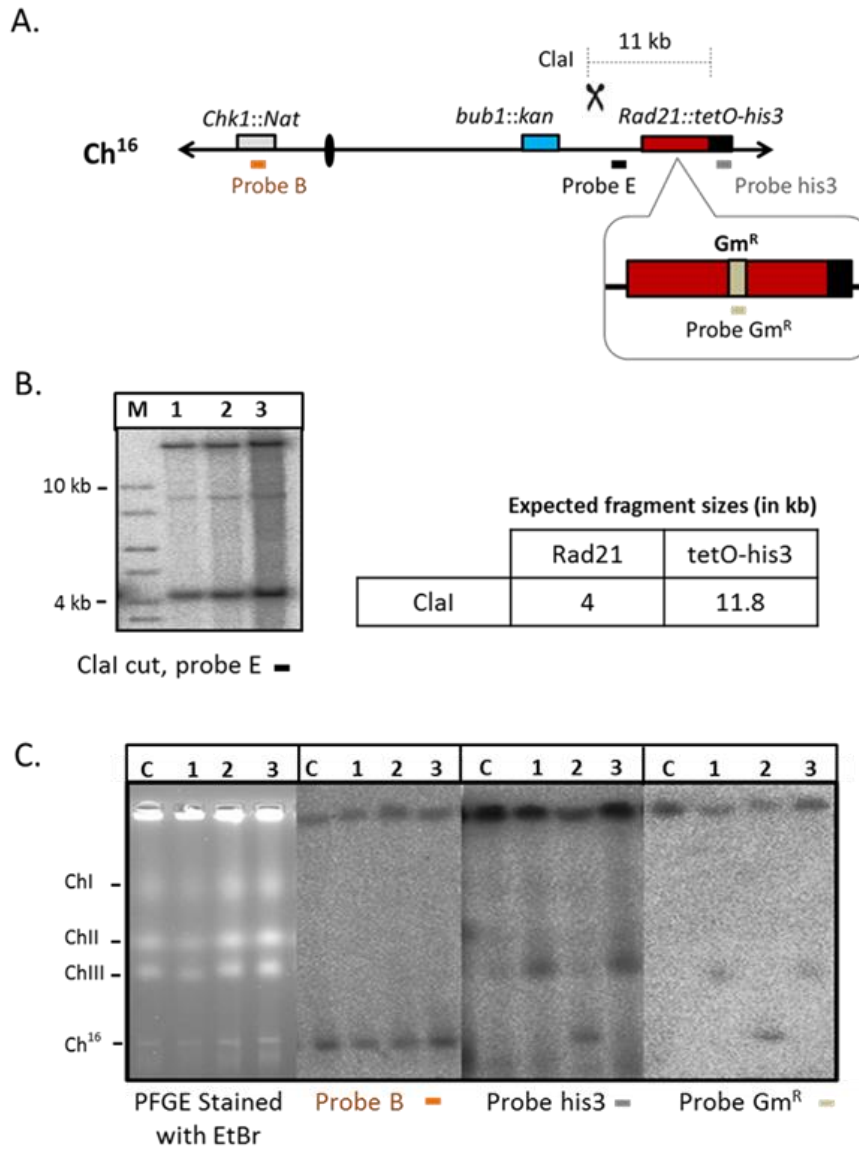 A.
11 kb
ClaI
Chk1::Nat
bub1::kan
Rad21::tetO-his3
Ch¹⁶
Probe B
Probe E
Probe his3
Gmᴿ
Probe Gmᴿ
B.
M 1 2 3
10 kb -
4 kb -
ClaI cut, probe E
Expected fragment sizes (in kb)
Rad21 tetO-his3
ClaI 4 11.8
C.
C 1 2 3 C 1 2 3 C 1 2 3 C 1 2 3
ChI -
ChII -
ChIII -
Ch¹⁶ -
PFGE Stained
with EtBr
Probe B
Probe his3
Probe Gmᴿ